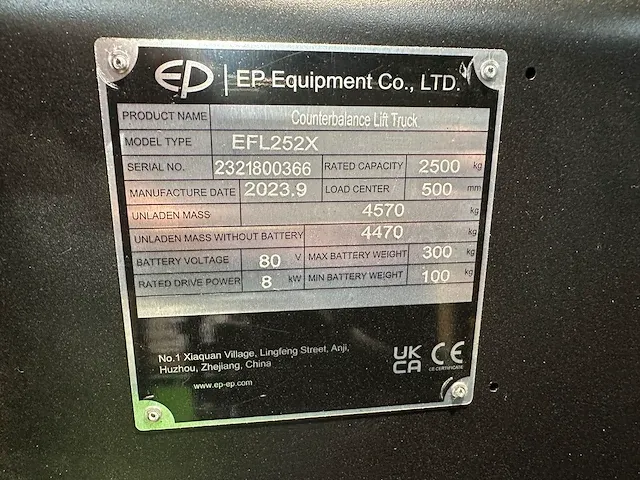 EP | EP Equipment Co., LTD.
PRODUCT NAME Counterbalance Lift Truck
MODEL TYPE EFL252X
SERIAL NO. 2321800366 RATED CAPACITY 2500 kg
MANUFACTURE DATE 2023.9 LOAD CENTER 500 mm
UNLADEN MASS 4570 kg
UNLADEN MASS WITHOUT BATTERY 4470 kg
BATTERY VOLTAGE 80 V MAX BATTERY WEIGHT 300 kg
RATED DRIVE POWER 8 kW MIN BATTERY WEIGHT 100 kg
No.1 Xiaquan Village, Lingfeng Street, Anji,
Huzhou, Zhejiang, China
www.ep-ep.com
UK
CA CE
CE CERTIFICATE